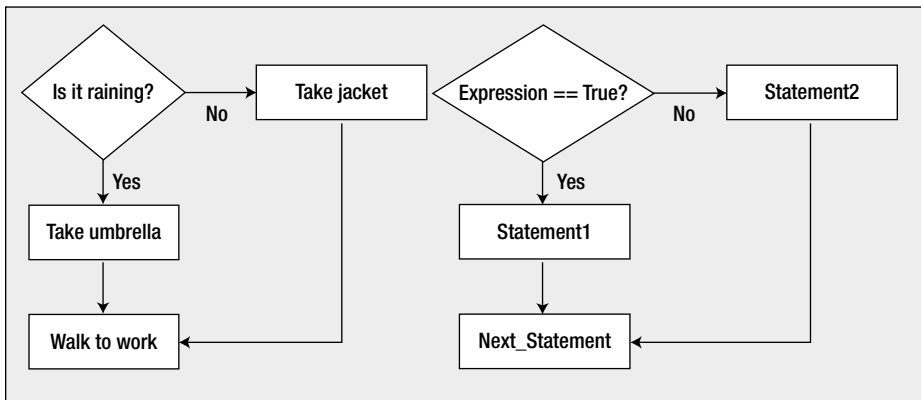 Is it raining?
No
Take jacket
Yes
Take umbrella
Walk to work
Expression == True?
No
Statement2
Yes
Statement1
Next_Statement